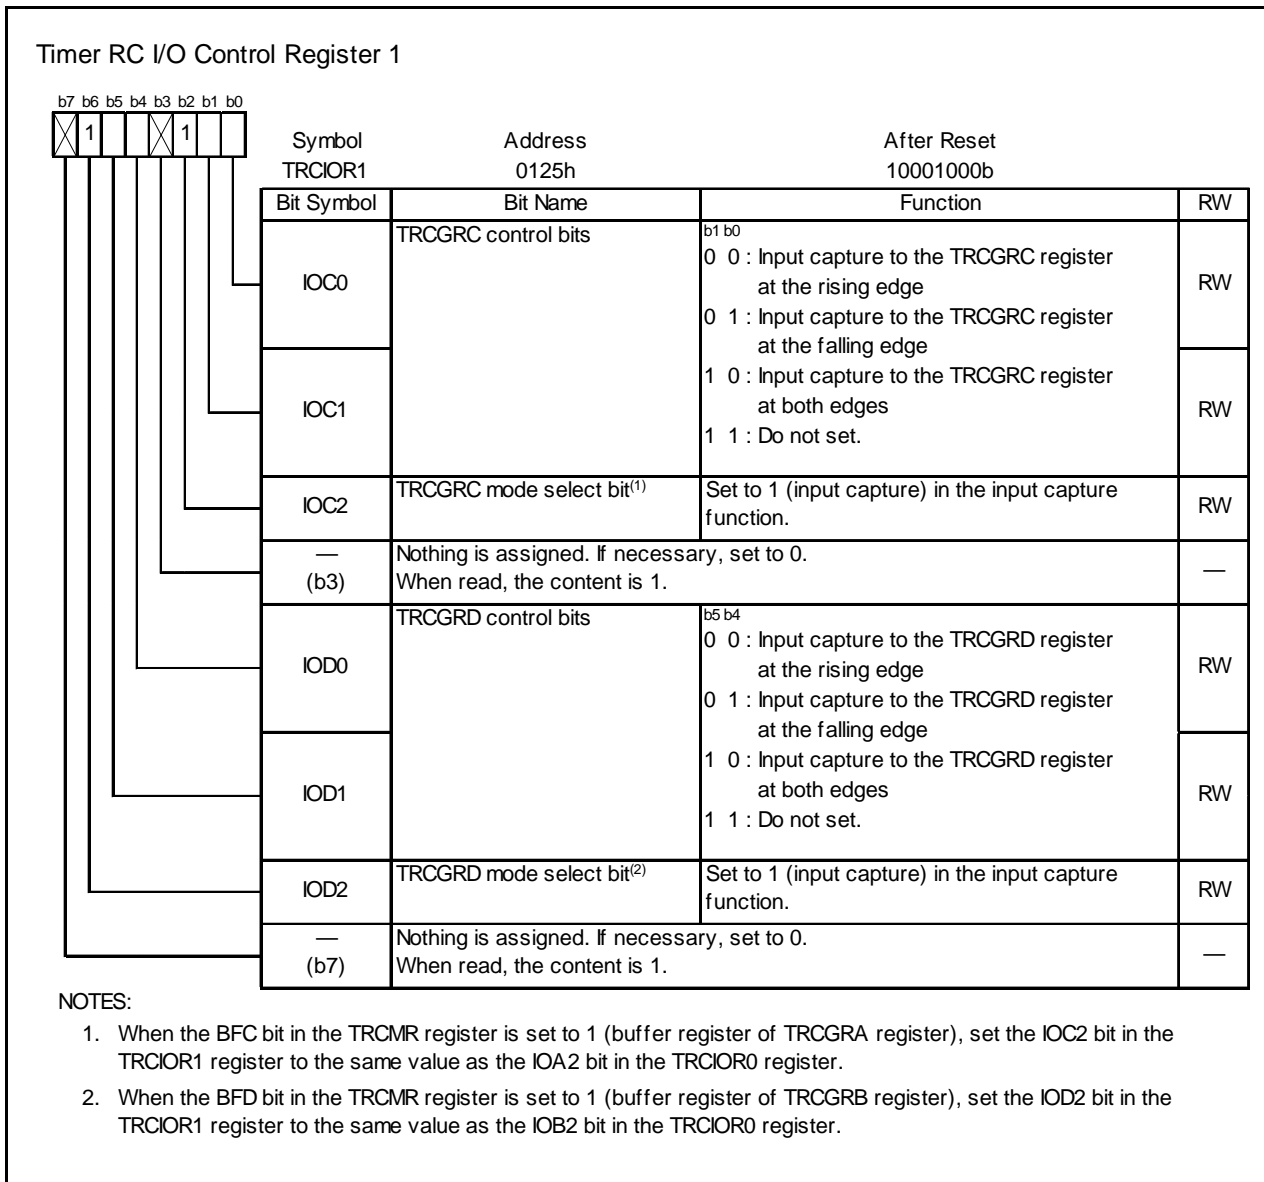 Timer RC I/O Control Register 1
b7 b6 b5 b4 b3 b2 b1 b0
1 1
Symbol Address After Reset
TRCIOR1 0125h 10001000b
Bit Symbol Bit Name Function RW
IOC0 TRCGRC control bits b1 b0
0 0 : Input capture to the TRCGRC register
at the rising edge RW
0 1 : Input capture to the TRCGRC register
at the falling edge
IOC1 1 0 : Input capture to the TRCGRC register
at both edges RW
1 1 : Do not set.
IOC2 TRCGRC mode select bit(1) Set to 1 (input capture) in the input capture
function. RW
— Nothing is assigned. If necessary, set to 0.
(b3) When read, the content is 1. —
IOD0 TRCGRD control bits b5 b4
0 0 : Input capture to the TRCGRD register
at the rising edge RW
0 1 : Input capture to the TRCGRD register
at the falling edge
IOD1 1 0 : Input capture to the TRCGRD register
at both edges RW
1 1 : Do not set.
IOD2 TRCGRD mode select bit(2) Set to 1 (input capture) in the input capture
function. RW
— Nothing is assigned. If necessary, set to 0.
(b7) When read, the content is 1. —
NOTES:
1. When the BFC bit in the TRCMR register is set to 1 (buffer register of TRCGRA register), set the IOC2 bit in the
TRCIOR1 register to the same value as the IOA2 bit in the TRCIOR0 register.
2. When the BFD bit in the TRCMR register is set to 1 (buffer register of TRCGRB register), set the IOD2 bit in the
TRCIOR1 register to the same value as the IOB2 bit in the TRCIOR0 register.